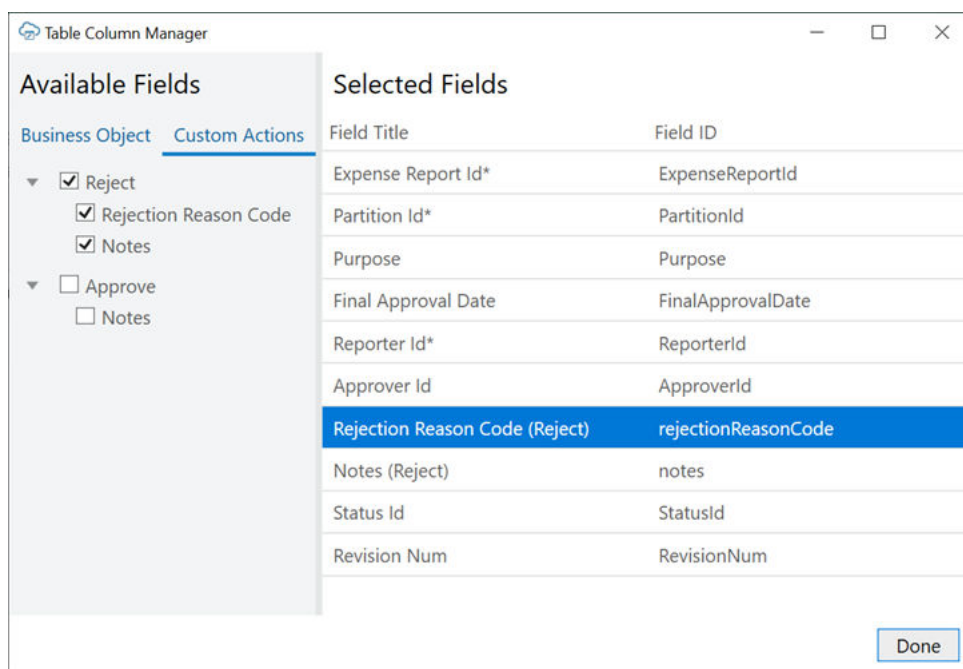 Table Column Manager
Available Fields
Business Object Custom Actions
Reject
Rejection Reason Code
Notes
Approve
Notes
Selected Fields
Field Title Field ID
Expense Report Id* ExpenseReportId
Partition Id* PartitionId
Purpose Purpose
Final Approval Date FinalApprovalDate
Reporter Id* ReporterId
Approver Id ApproverId
Rejection Reason Code (Reject) rejectionReasonCode
Notes (Reject) notes
Status Id StatusId
Revision Num RevisionNum
Done